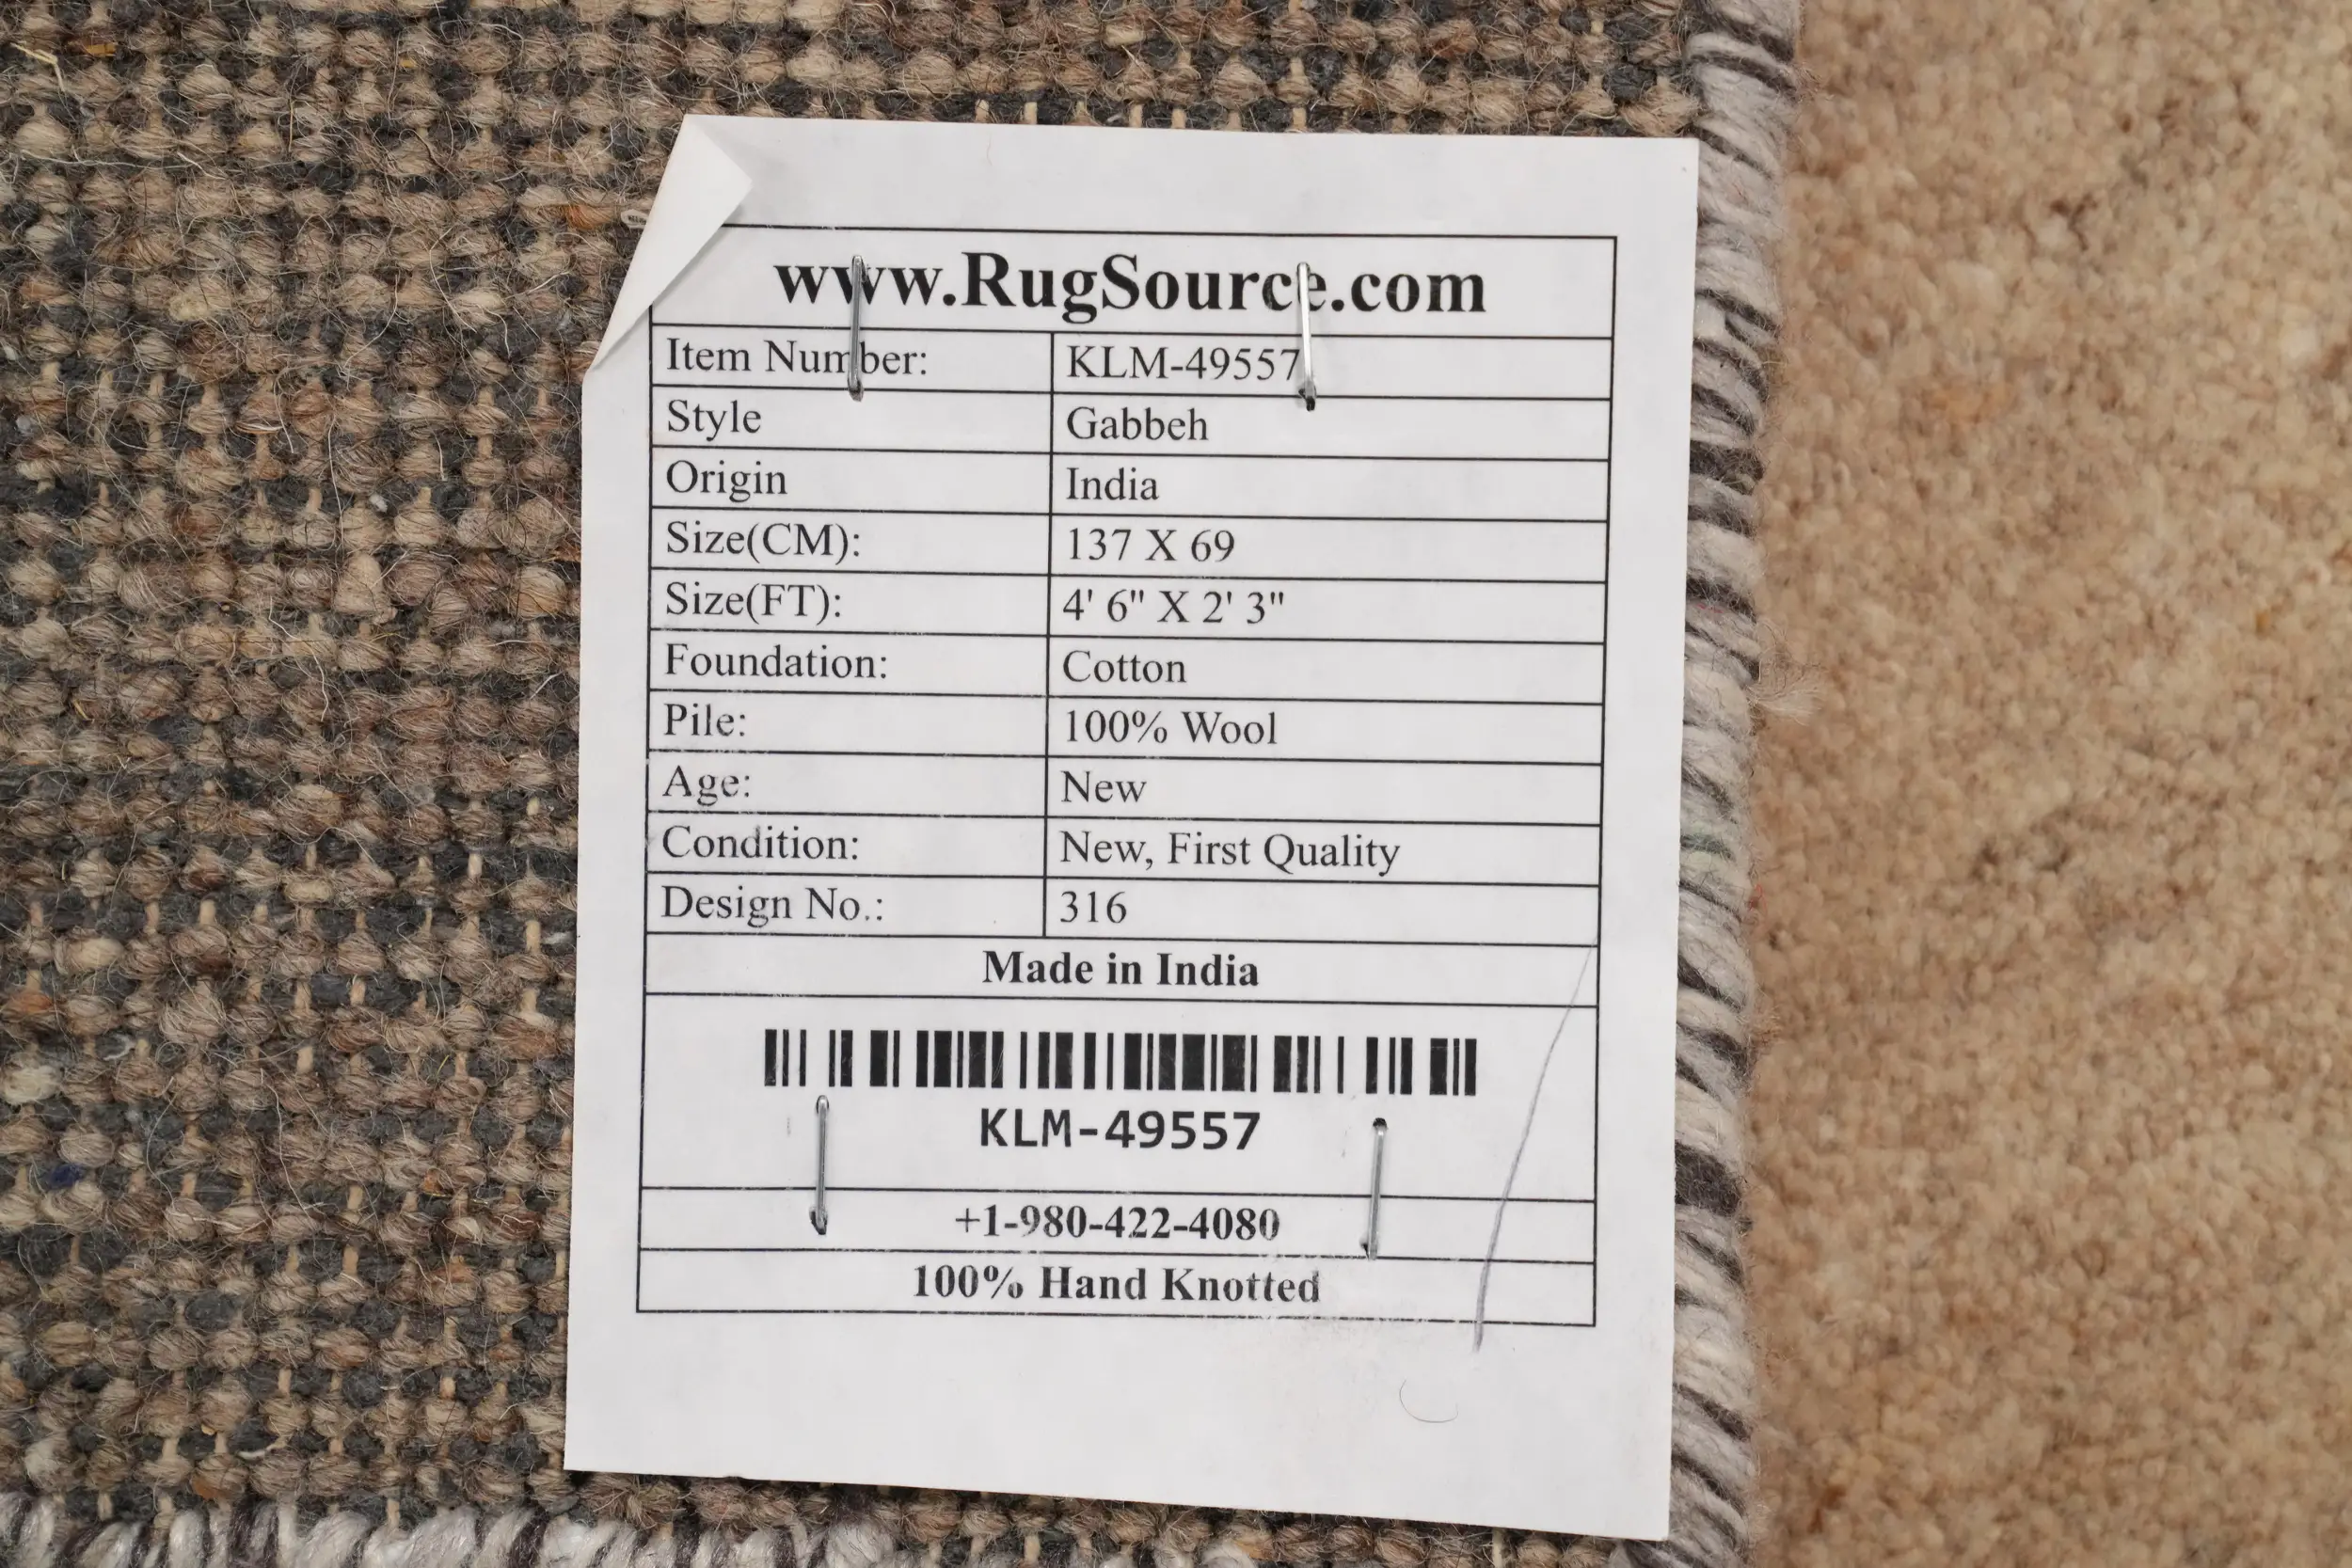 www.RugSource.com
Item Number: KLM-49557
Style Gabbeh
Origin India
Size(CM): 137 X 69
Size(FT): 4' 6" X 2' 3"
Foundation: Cotton
Pile: 100% Wool
Age: New
Condition: New, First Quality
Design No.: 316
Made in India
KLM-49557
+1-980-422-4080
100% Hand Knotted